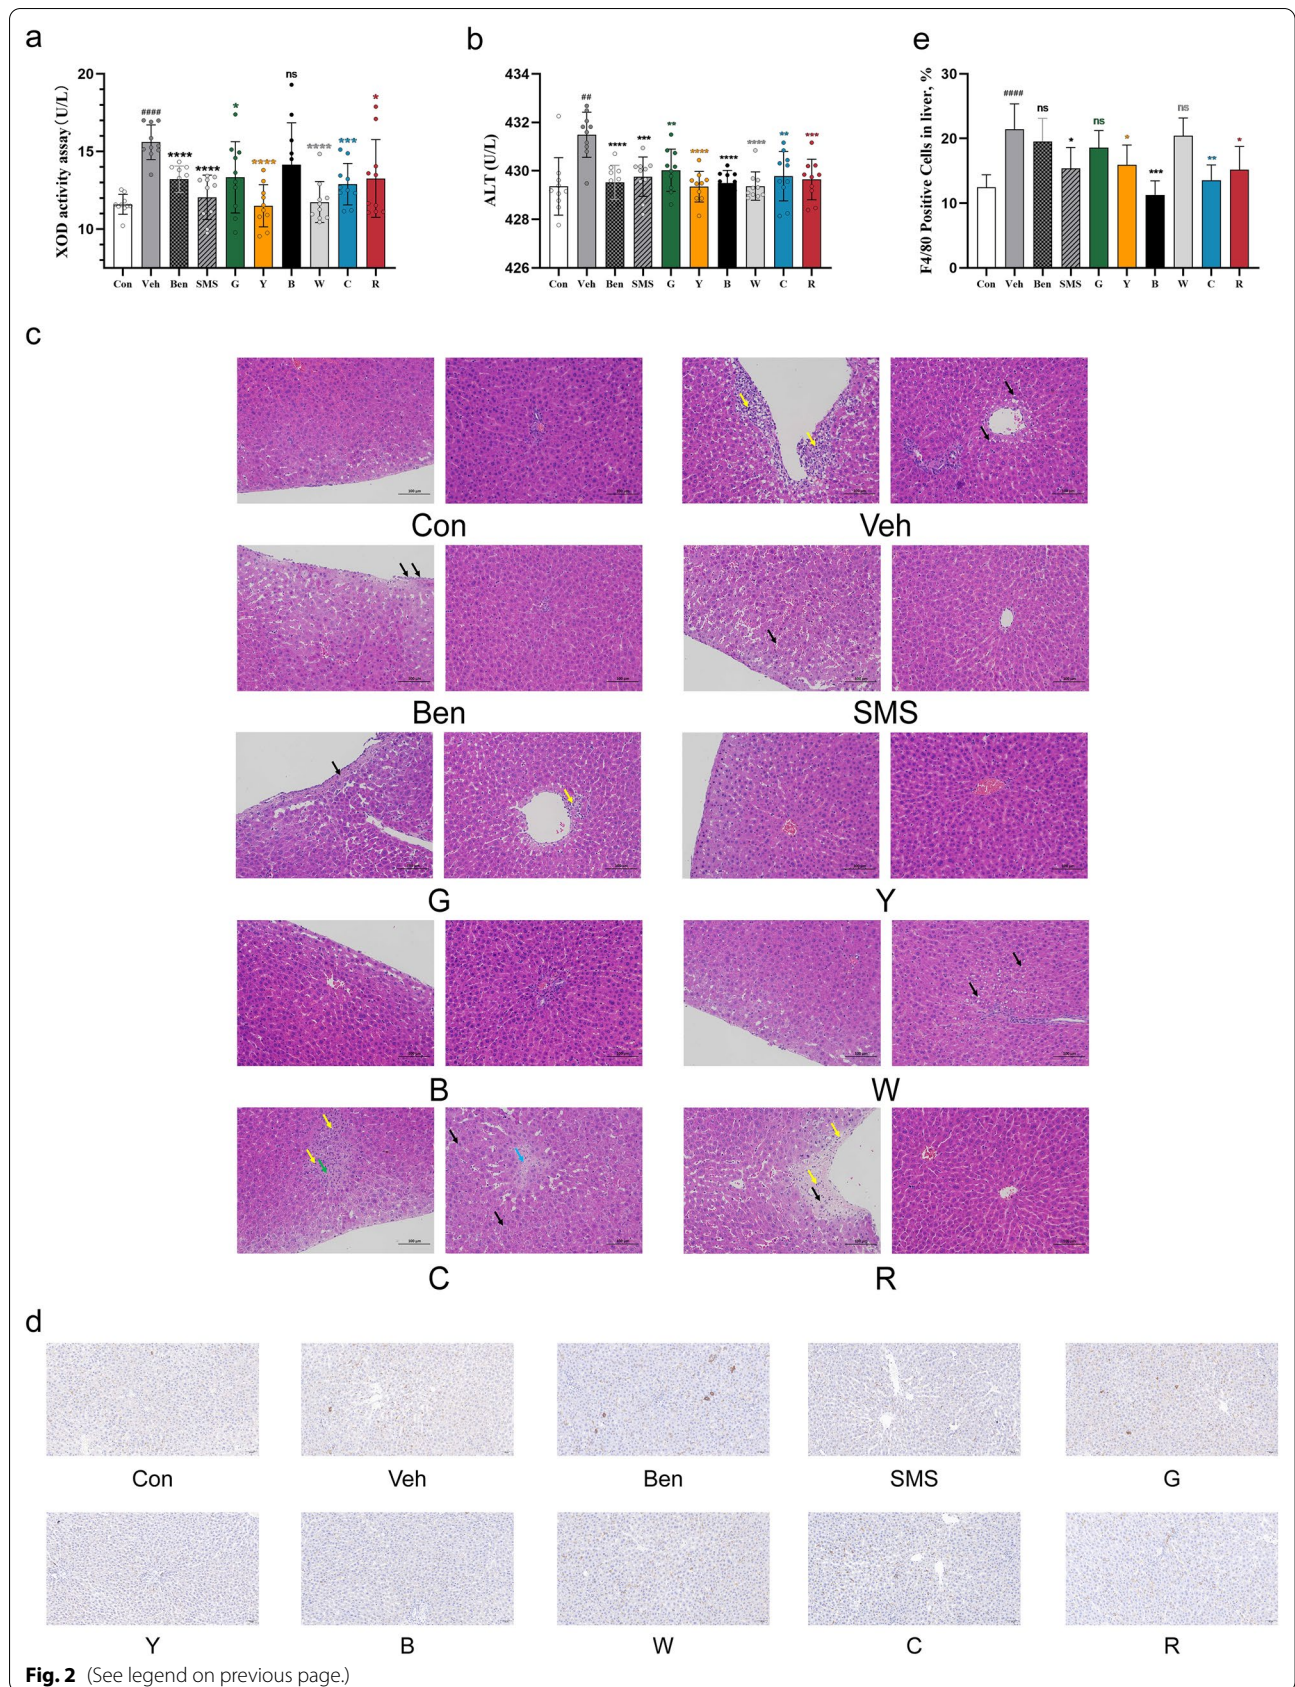 a
b
e
XOD activity assay (U/L)
20
15
10
####
****
****
*
****
ns
****
***
*
Con Veh Ben SMS G Y B W C R
ALT (U/L)
434
432
430
428
426
##
****
***
**
****
****
****
**
***
Con Veh Ben SMS G Y B W C R
F4/80 Positive Cells in liver, %
30
20
10
0
####
ns
*
ns
*
***
ns
**
*
Con Veh Ben SMS G Y B W C R
c
Con
Veh
Ben
SMS
G
Y
B
W
C
R
d
Con
Veh
Ben
SMS
G
Y
B
W
C
R
Fig. 2 (See legend on previous page.)